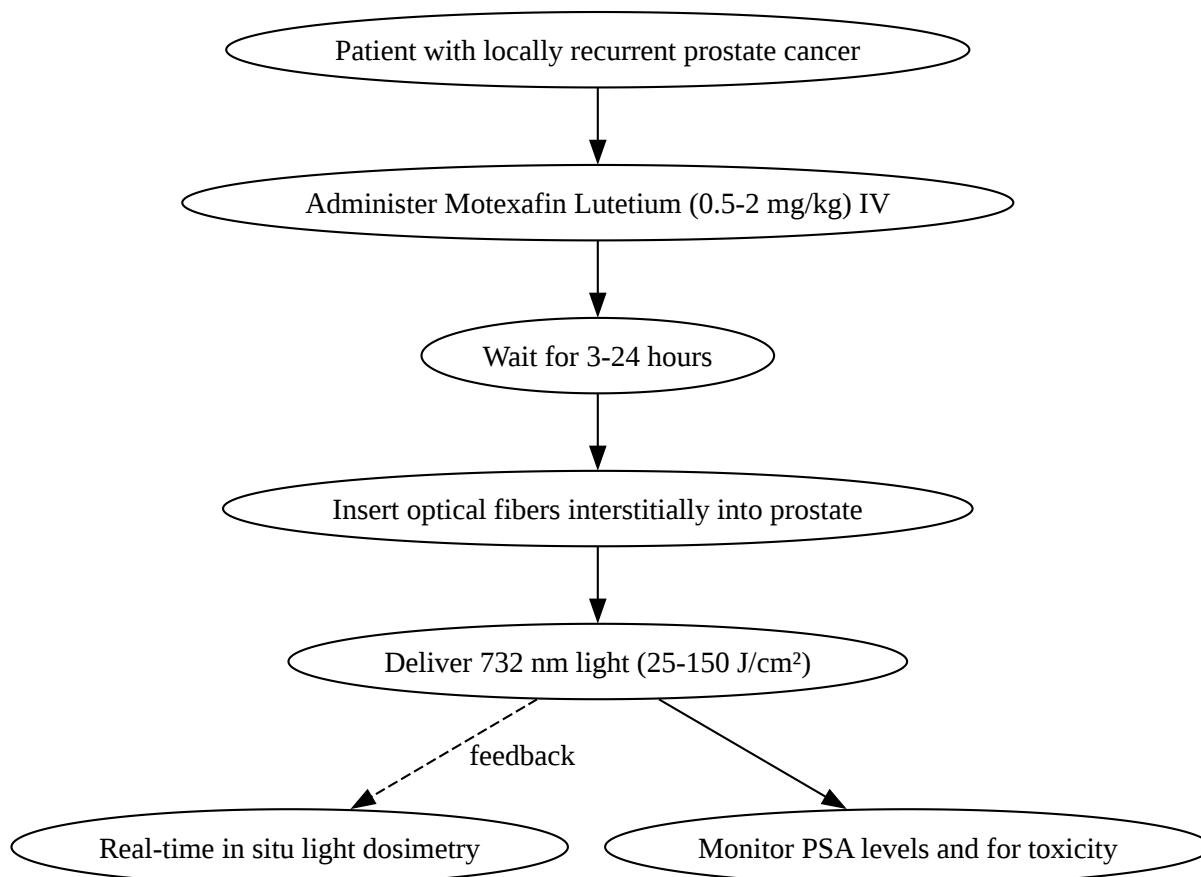 Patient with locally recurrent prostate cancer
Administer Motexafin Lutetium (0.5-2 mg/kg) IV
Wait for 3-24 hours
Insert optical fibers interstitially into prostate
Deliver 732 nm light (25-150 J/cm²)
feedback
Real-time in situ light dosimetry
Monitor PSA levels and for toxicity